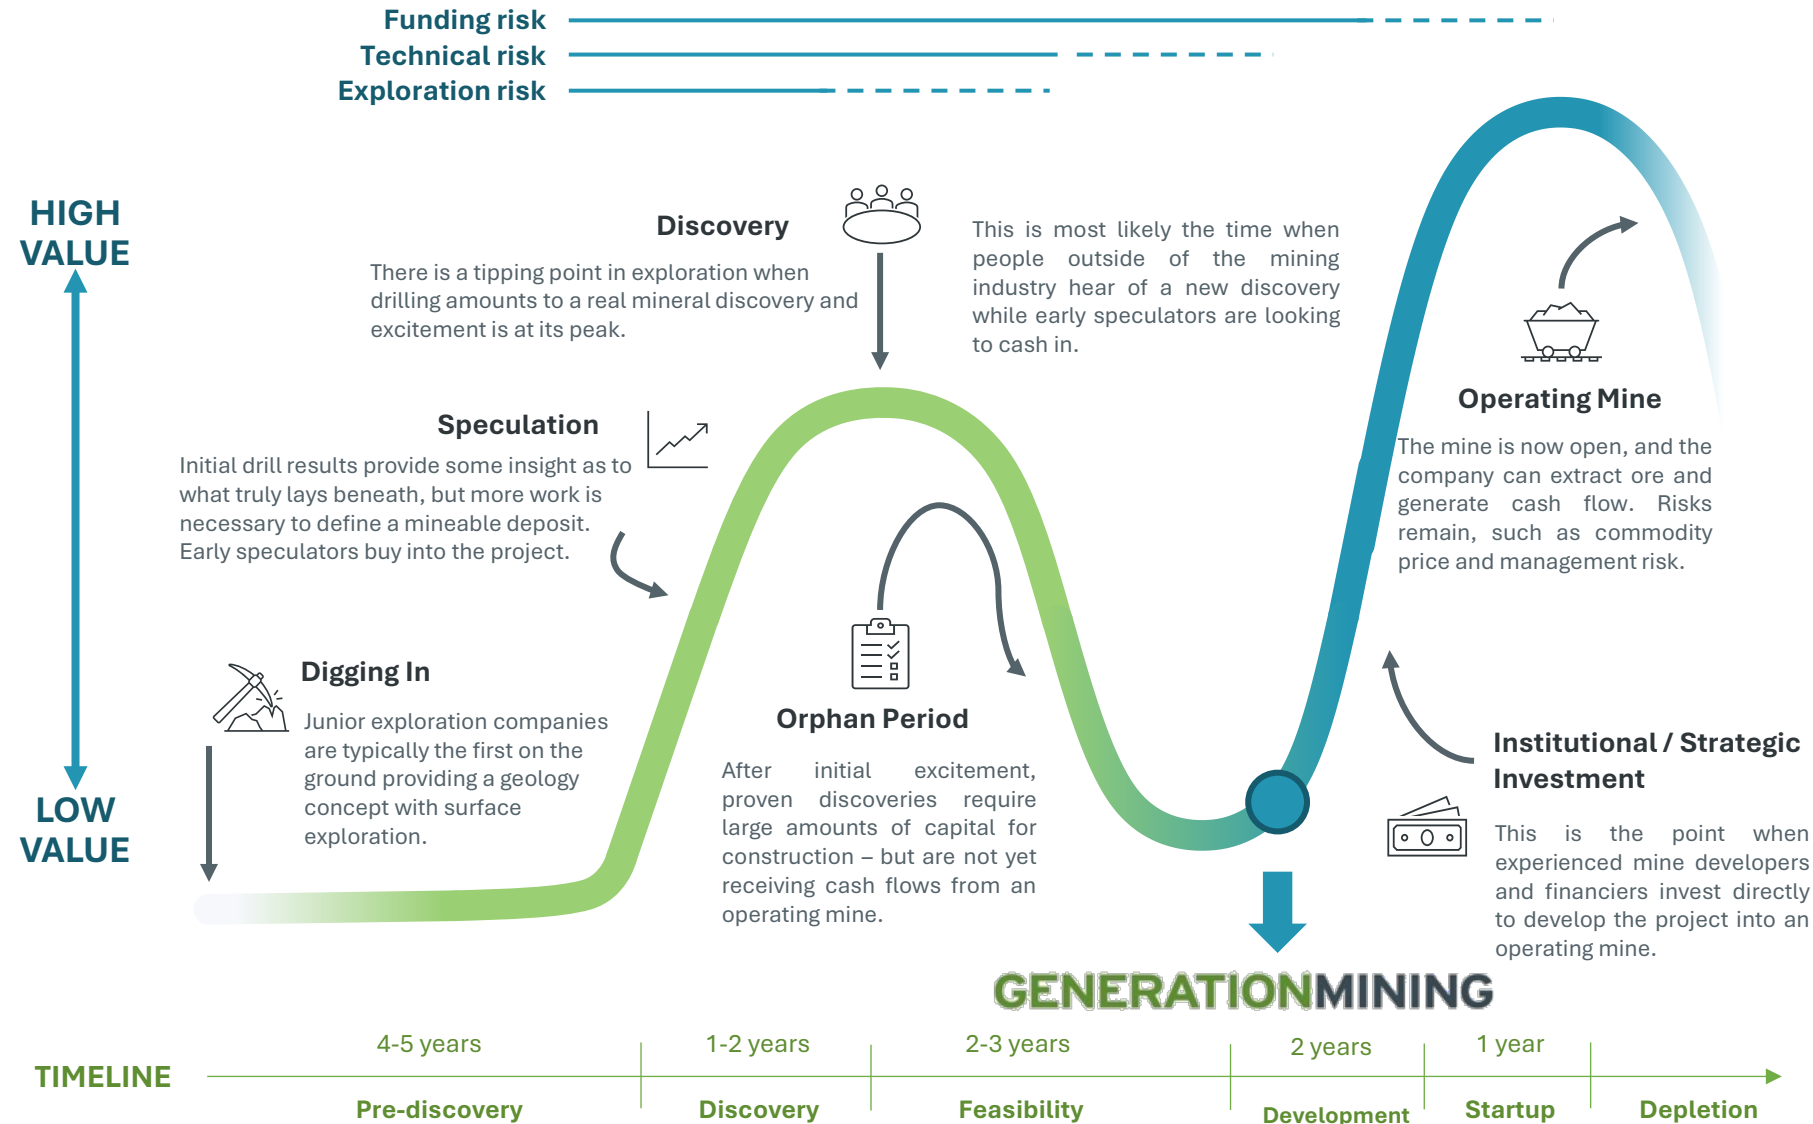 Funding risk
Technical risk
Exploration risk
HIGH
VALUE
LOW
VALUE
Discovery
There is a tipping point in exploration when
drilling amounts to a real mineral discovery and
excitement is at its peak.
This is most likely the time when
people outside of the mining
industry hear of a new discovery
while early speculators are looking
to cash in.
Speculation
Initial drill results provide some insight as to
what truly lays beneath, but more work is
necessary to define a mineable deposit.
Early speculators buy into the project.
Operating Mine
The mine is now open, and the
company can extract ore and
generate cash flow. Risks
remain, such as commodity
price and management risk.
Digging In
Junior exploration companies
are typically the first on the
ground providing a geology
concept with surface
exploration.
Orphan Period
After initial excitement,
proven discoveries require
large amounts of capital for
construction – but are not yet
receiving cash flows from an
operating mine.
Institutional / Strategic
Investment
This is the point when
experienced mine developers
and financiers invest directly
to develop the project into an
operating mine.
GENERATIONMINING
TIMELINE
4-5 years
1-2 years
2-3 years
2 years
1 year
Pre-discovery
Discovery
Feasibility
Development
Startup
Depletion